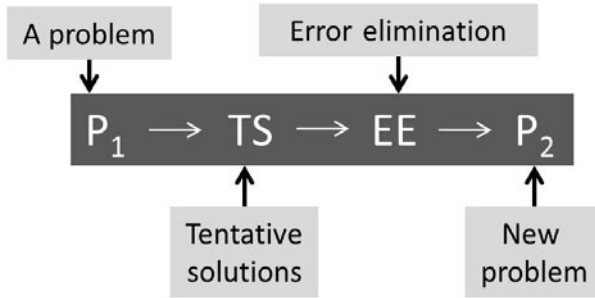 A problem
Error elimination
P₁ → TS → EE → P₂
Tentative
solutions
New
problem